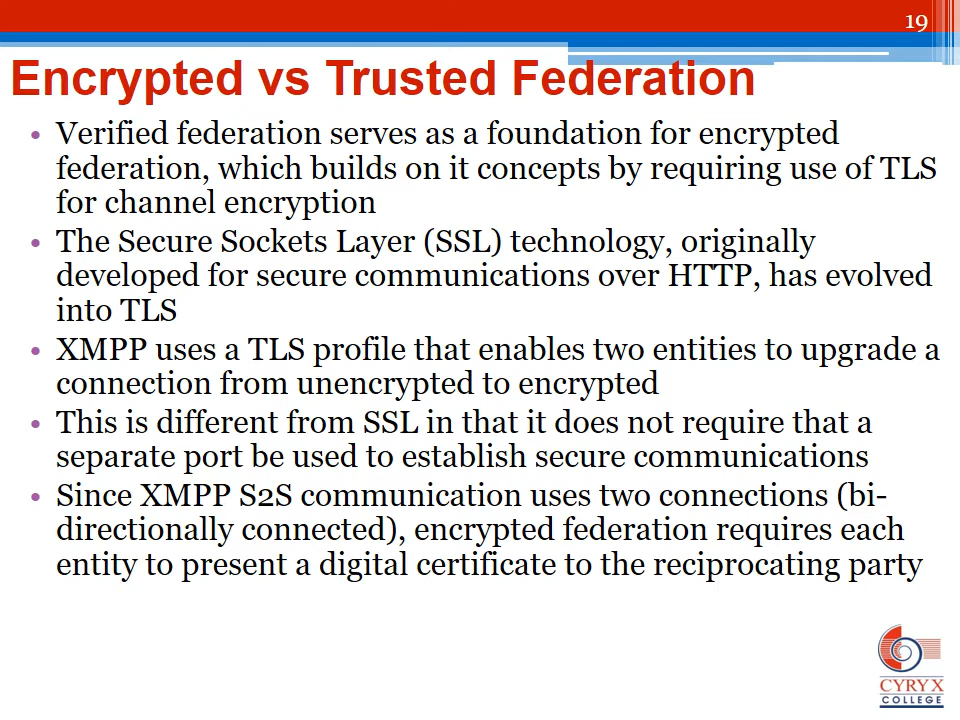 19
Encrypted vs Trusted Federation
• Verified federation serves as a foundation for encrypted
federation, which builds on it concepts by requiring use of TLS
for channel encryption
• The Secure Sockets Layer (SSL) technology, originally
developed for secure communications over HTTP, has evolved
into TLS
• XMPP uses a TLS profile that enables two entities to upgrade a
connection from unencrypted to encrypted
• This is different from SSL in that it does not require that a
separate port be used to establish secure communications
• Since XMPP S2S communication uses two connections (bi-
directionally connected), encrypted federation requires each
entity to present a digital certificate to the reciprocating party
CYRYX
COLLEGE